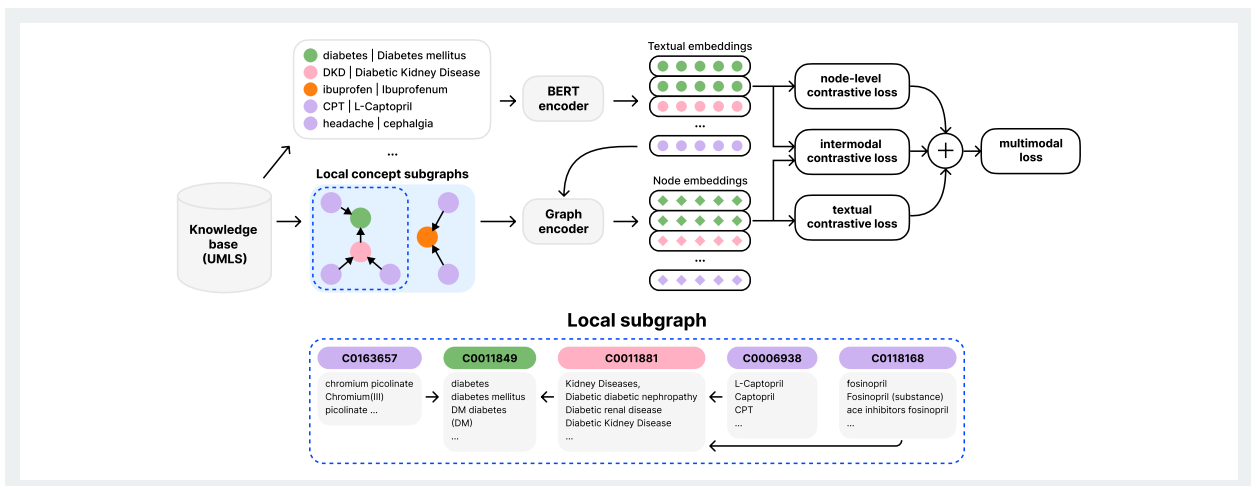 diabetes | Diabetes mellitus
DKD | Diabetic Kidney Disease
ibuprofen | Ibuprofenum
CPT | L-Captopril
headache | cephalgia
...
Knowledge
base
(UMLS)
Local concept subgraphs
BERT
encoder
Graph
encoder
Textual embeddings
...
Node embeddings
...
node-level
contrastive loss
intermodal
contrastive loss
textual
contrastive loss
+
multimodal
loss
Local subgraph
C0163657
chromium picolinate
Chromium(III)
picolinate ...
C0011849
diabetes
diabetes mellitus
DM diabetes
(DM)
...
C0011881
Kidney Diseases,
Diabetic diabetic nephropathy
Diabetic renal disease
Diabetic Kidney Disease
...
C0006938
L-Captopril
Captopril
CPT
...
C0118168
fosinopril
Fosinopril (substance)
ace inhibitors fosinopril
...